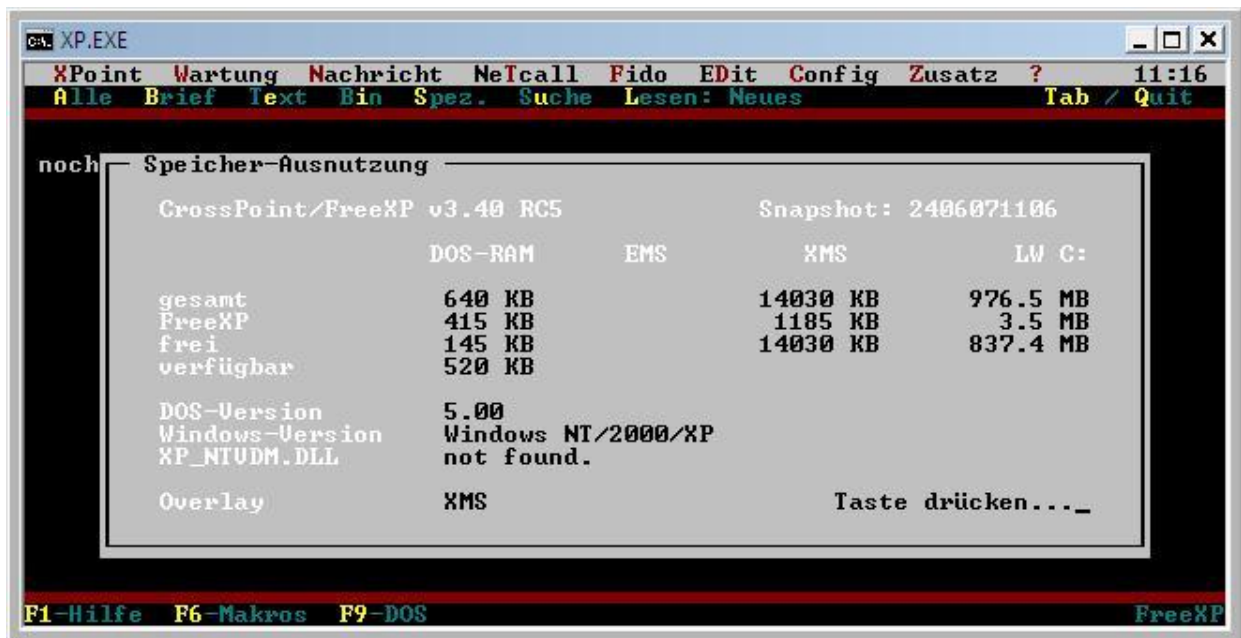 XP.EXE
XPoint Wartung Nachricht NeTcall Fido EDit Config Zusatz ? 11:16
Alle Brief Text Bin Spez. Suche Lesen: Neues Tab / Quit
noch
Speicher-Ausnutzung
CrossPoint/FreeXP v3.40 RC5 Snapshot: 2406071106
DOS-RAM EMS XMS LW C:
gesamt 640 KB 14030 KB 976.5 MB
FreeXP 415 KB 1185 KB 3.5 MB
frei 145 KB 14030 KB 837.4 MB
verfügbar 520 KB
DOS-Version 5.00
Windows-Version Windows NT/2000/XP
XP_NTVDM.DLL not found.
Overlay XMS Taste drücken..._
F1-Hilfe F6-Makros F9-DOS FreeXP